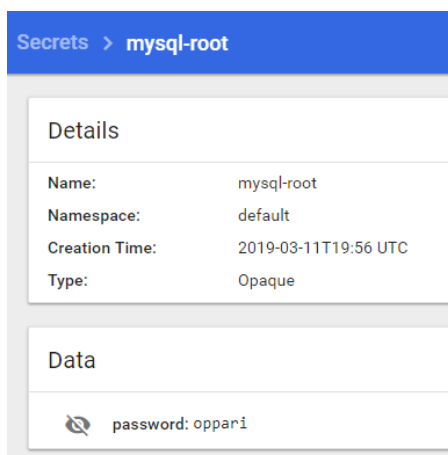 Secrets > mysql-root
Details
Name: mysql-root
Namespace: default
Creation Time: 2019-03-11T19:56 UTC
Type: Opaque
Data
password: oppari